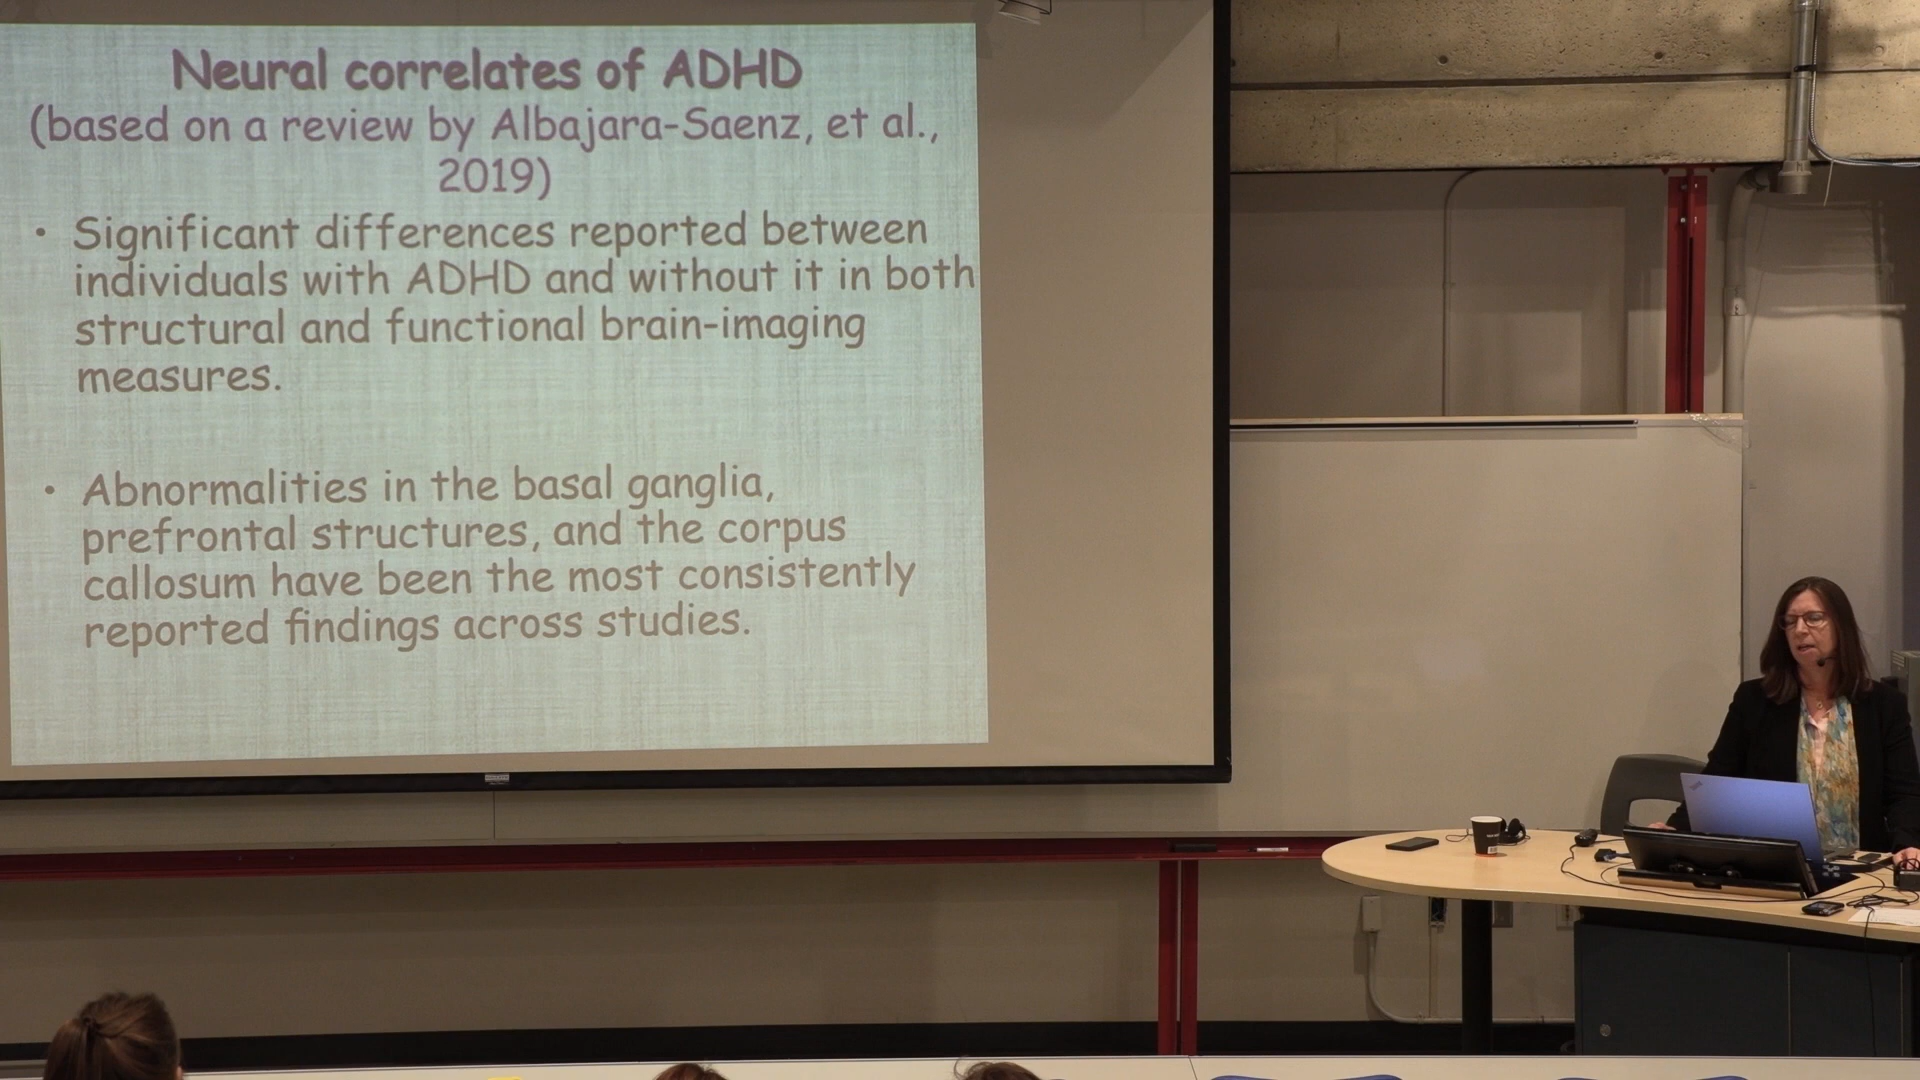 Neural correlates of ADHD
(based on a review by Albajara-Saenz, et al.,
2019)
• Significant differences reported between
individuals with ADHD and without it in both
structural and functional brain-imaging
measures.
• Abnormalities in the basal ganglia,
prefrontal structures, and the corpus
callosum have been the most consistently
reported findings across studies.